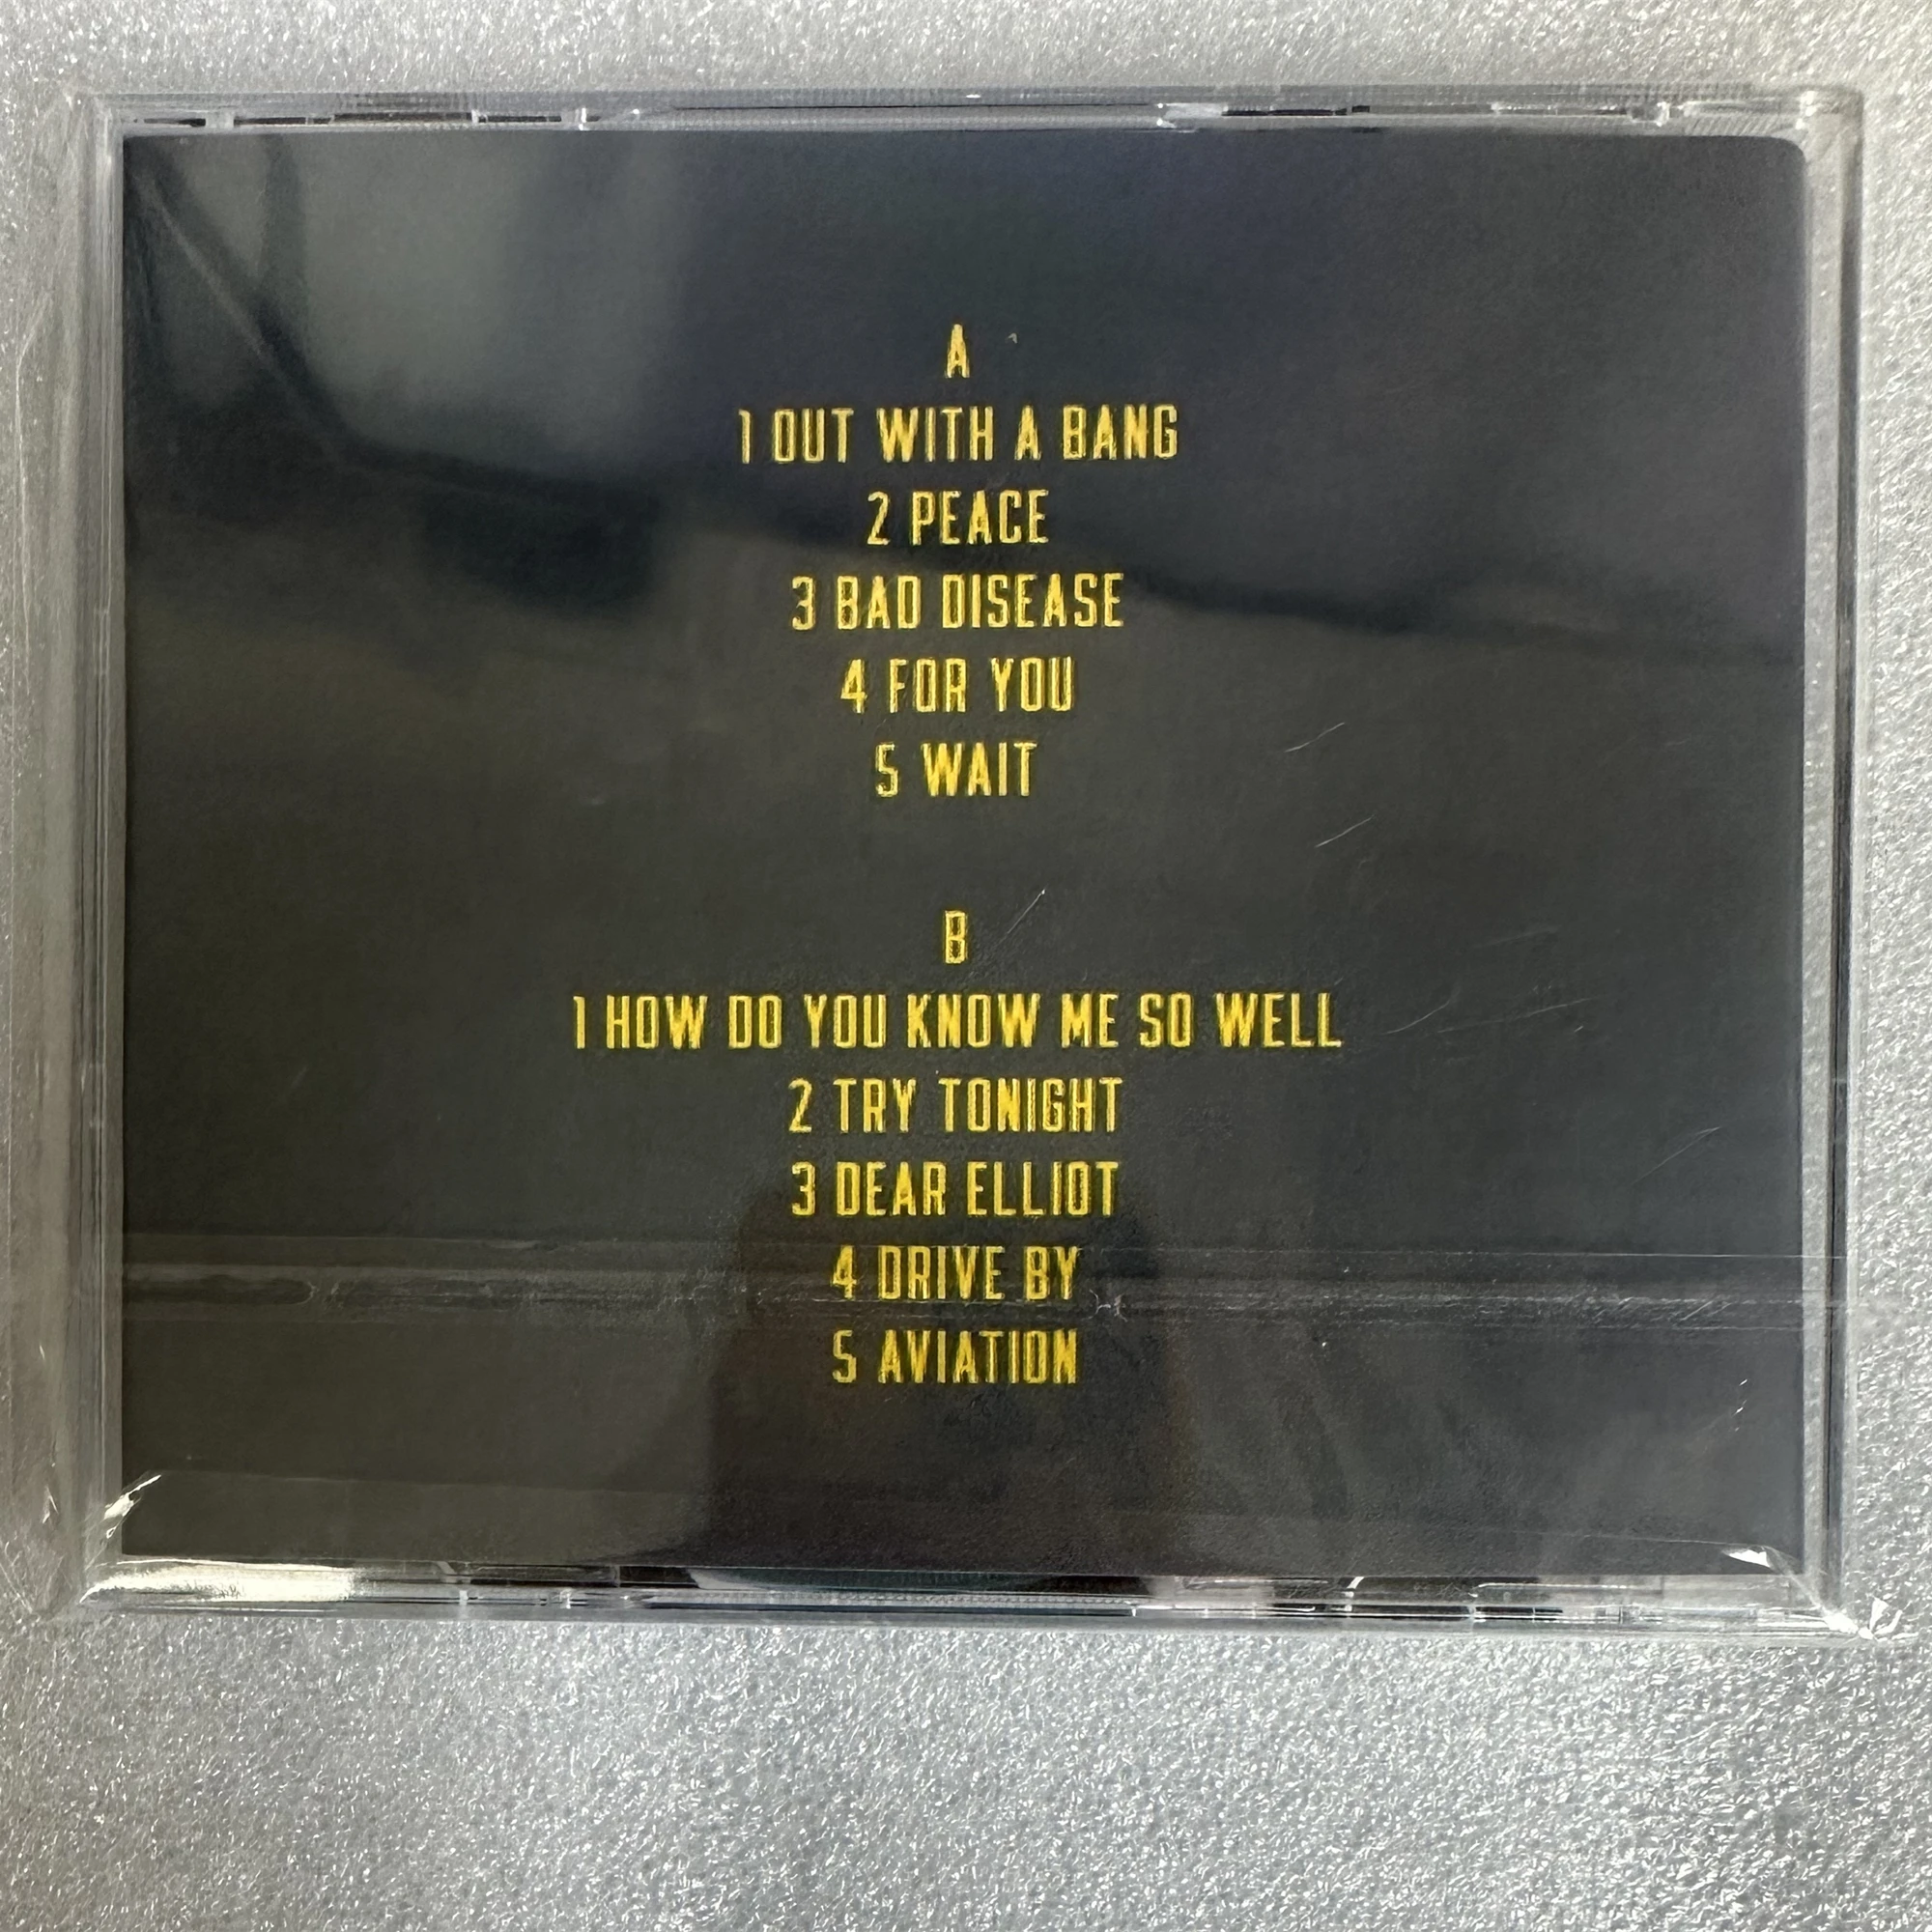 A
1 OUT WITH A BANG
2 PEACE
3 BAD DISEASE
4 FOR YOU
5 WAIT
B
1 HOW DO YOU KNOW ME SO WELL
2 TRY TONIGHT
3 DEAR ELLIOT
4 DRIVE BY
5 AVIATION